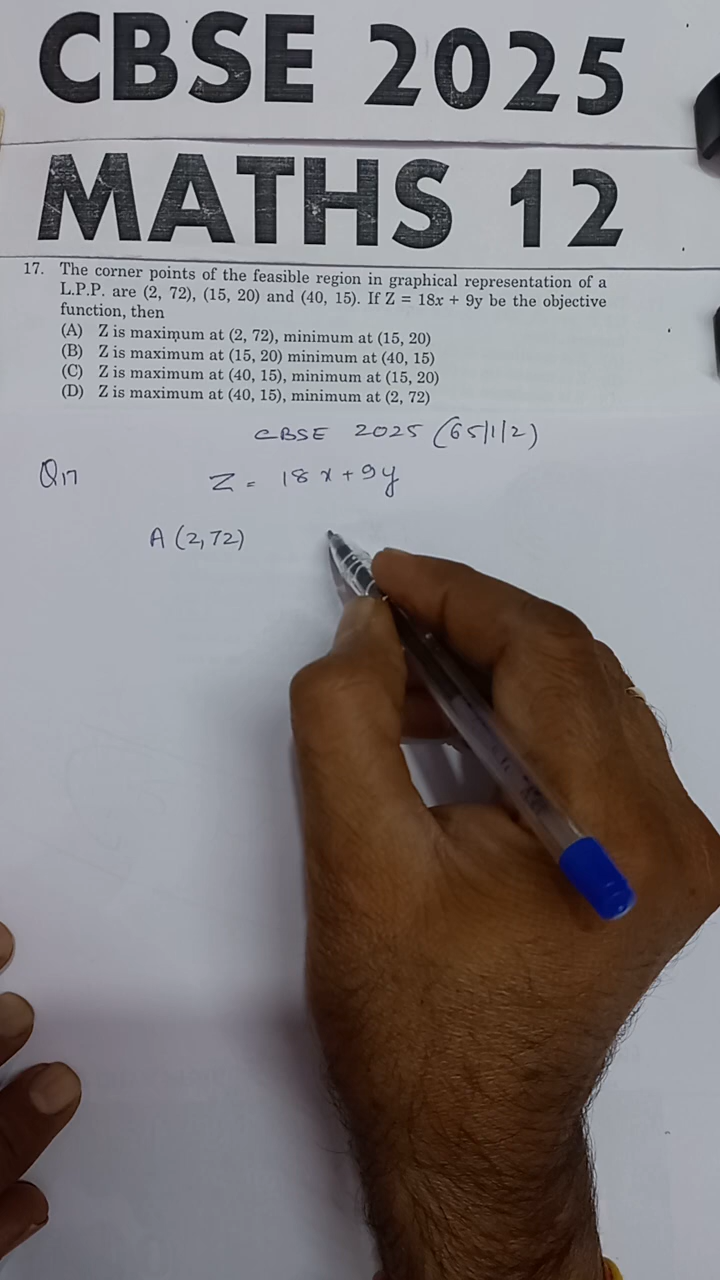 CBSE 2025
MATHS 12
17. The corner points of the feasible region in graphical representation of a
L.P.P. are (2, 72), (15, 20) and (40, 15). If Z = 18x + 9y be the objective
function, then
(A) Z is maximum at (2, 72), minimum at (15, 20)
(B) Z is maximum at (15, 20) minimum at (40, 15)
(C) Z is maximum at (40, 15), minimum at (15, 20)
(D) Z is maximum at (40, 15), minimum at (2, 72)
CBSE 2025 (65/1/2)
Q17 Z = 18x + 9y
A (2,72)